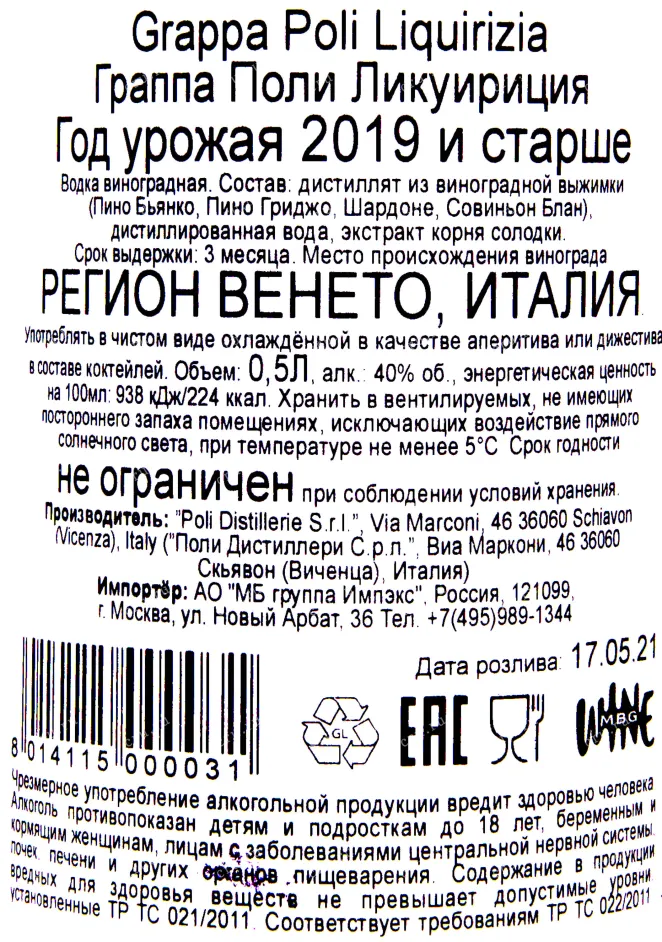 Grappa Poli Liquirizia
Граппа Поли Ликуириция
Год урожая 2019 и старше
Водка виноградная. Состав: дистиллят из виноградной выжимки
(Пино Бьянко, Пино Гриджо, Шардоне, Совиньон Блан),
дистиллированная вода, экстракт корня солодки.
Срок выдержки: 3 месяца. Место происхождения винограда
РЕГИОН ВЕНЕТО, ИТАЛИЯ.
Употреблять в чистом виде охлаждённой в качестве аперитива или дижестива
в составе коктейлей. Объем: 0,5Л, алк.: 40% об., энергетическая ценность
на 100мл: 938 кДж/224 ккал. Хранить в вентилируемых, не имеющих
постороннего запаха помещениях, исключающих воздействие прямого
солнечного света, при температуре не менее 5°С Срок годности
не ограничен при соблюдении условий хранения.
Производитель: "Poli Distillerie S.r.l.", Via Marconi, 46 36060 Schiavon
(Vicenza), Italy ("Поли Дистиллери С.р.л.", Виа Маркони, 46 36060
Скьявон (Виченца), Италия)
Импортёр: АО "МБ группа Импэкс", Россия, 121099,
г. Москва, ул. Новый Арбат, 36 Тел. +7(495)989-1344
Дата розлива: 17.05.21
GL
EAC
WINE
MBG
8 014115 000031
Чрезмерное употребление алкогольной продукции вредит здоровью человека
Алкоголь противопоказан детям и подросткам до 18 лет, беременным и
кормящим женщинам, лицам с заболеваниями центральной нервной системы,
почек, печени и других органов пищеварения. Содержание в продукции
вредных для здоровья веществ не превышает допустимые уровни,
установленные ТР ТС 021/2011. Соответствует требованиям ТР ТС 022/2011